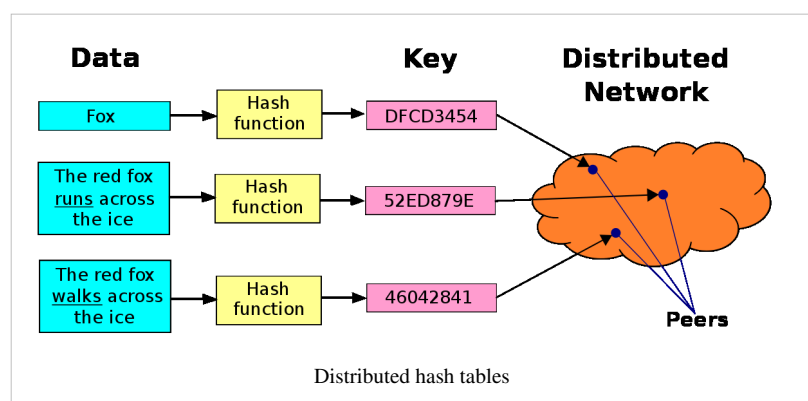 Data
Key
Distributed
Network
Fox
Hash
function
DFCD3454
The red fox
runs across
the ice
Hash
function
52ED879E
The red fox
walks across
the ice
Hash
function
46042841
Peers
Distributed hash tables